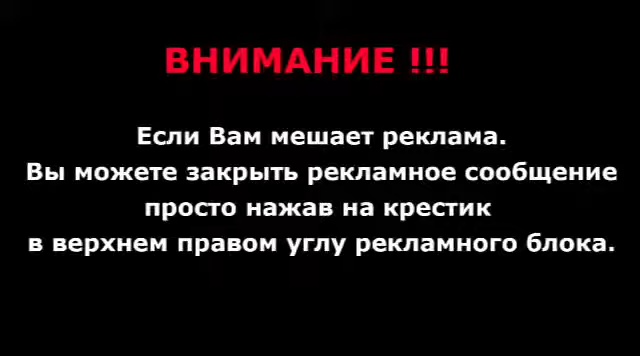 ВНИМАНИЕ !!!
Если Вам мешает реклама.
Вы можете закрыть рекламное сообщение
просто нажав на крестик
в верхнем правом углу рекламного блока.